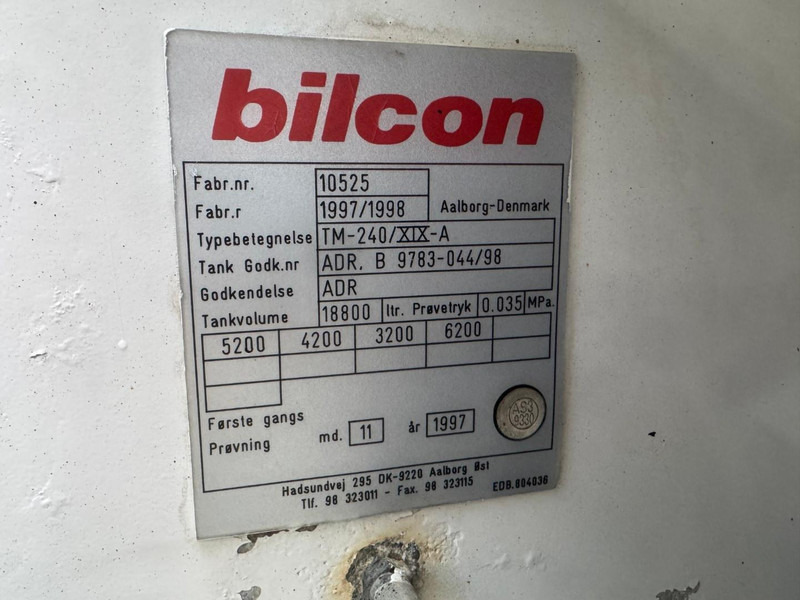 bilcon
Fabr.nr. 10525
Fabr.r 1997/1998 Aalborg-Denmark
Typebetegnelse TM-240/XIX-A
Tank Godk.nr ADR. B 9783-044/98
Godkendelse ADR
Tankvolume 18800 ltr. Prøvetryk 0.035 MPa.
5200 4200 3200 6200
Første gangs
Prøvning md. 11 år 1997
AS4
9330
Hadsundvej 295 DK-9220 Aalborg Øst
Tlf. 98 323011 - Fax. 98 323115 EDB.804036